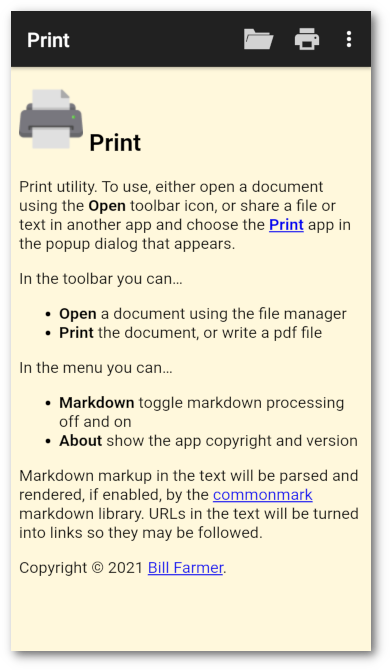 Print
Print
Print utility. To use, either open a document
using the Open toolbar icon, or share a file or
text in another app and choose the Print app in
the popup dialog that appears.
In the toolbar you can…
• Open a document using the file manager
• Print the document, or write a pdf file
In the menu you can…
• Markdown toggle markdown processing
off and on
• About show the app copyright and version
Markdown markup in the text will be parsed and
rendered, if enabled, by the commonmark
markdown library. URLs in the text will be turned
into links so they may be followed.
Copyright © 2021 Bill Farmer.